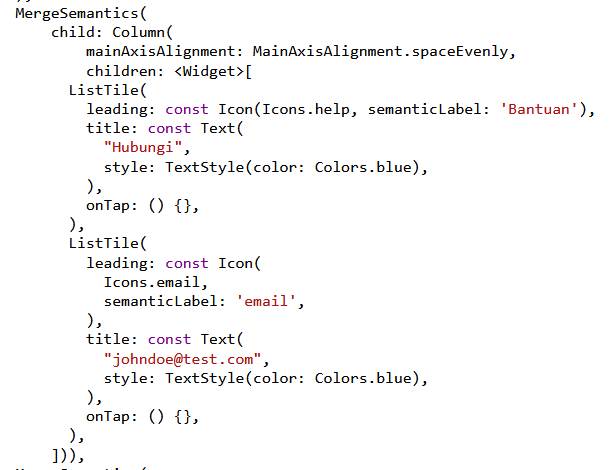 MergeSemantics(
child: Column(
mainAxisAlignment: MainAxisAlignment.spaceEvenly,
children: <Widget>[
ListTile(
leading: const Icon(Icons.help, semanticLabel: 'Bantuan'),
title: const Text(
"Hubungi",
style: TextStyle(color: Colors.blue),
),
onTap: () {},
),
ListTile(
leading: const Icon(
Icons.email,
semanticLabel: 'email',
),
title: const Text(
"johndoe@test.com",
style: TextStyle(color: Colors.blue),
),
onTap: () {},
),
])),